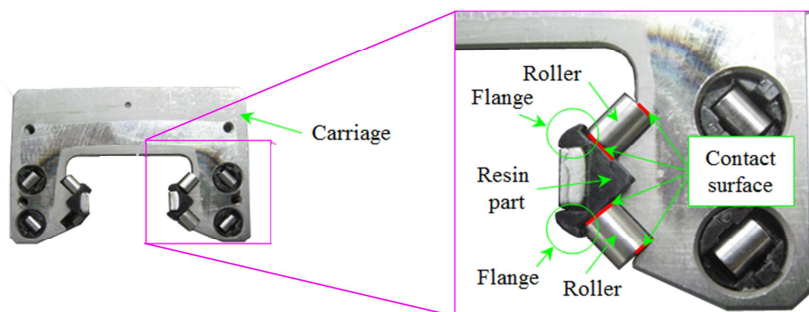 Carriage
Roller
Flange
Resin
part
Contact
surface
Flange
Roller